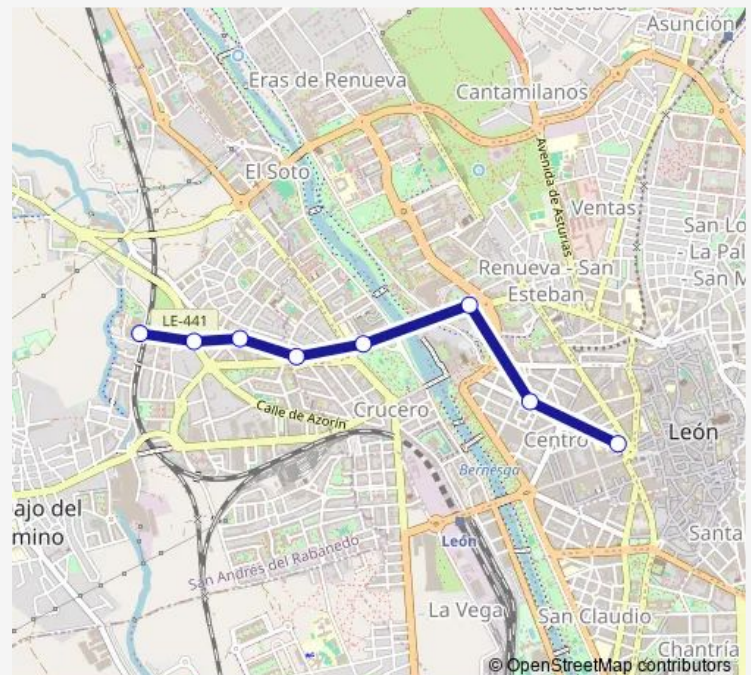 Inmaculada
Asunción
Eras de Renueva
Cantamilanos
El Soto
Avenida de Asturias
Ventas
San Lo
- La Pal
- San M
Renueva - San
Esteban
LE-441
Calle de Azorín
Crucero
Centro
León
Bernesga
ajo del
mino
León
Santa
San Andrés del Rabanedo
La Vega
San Claudio
Chantría
© OpenStreetMap contributors